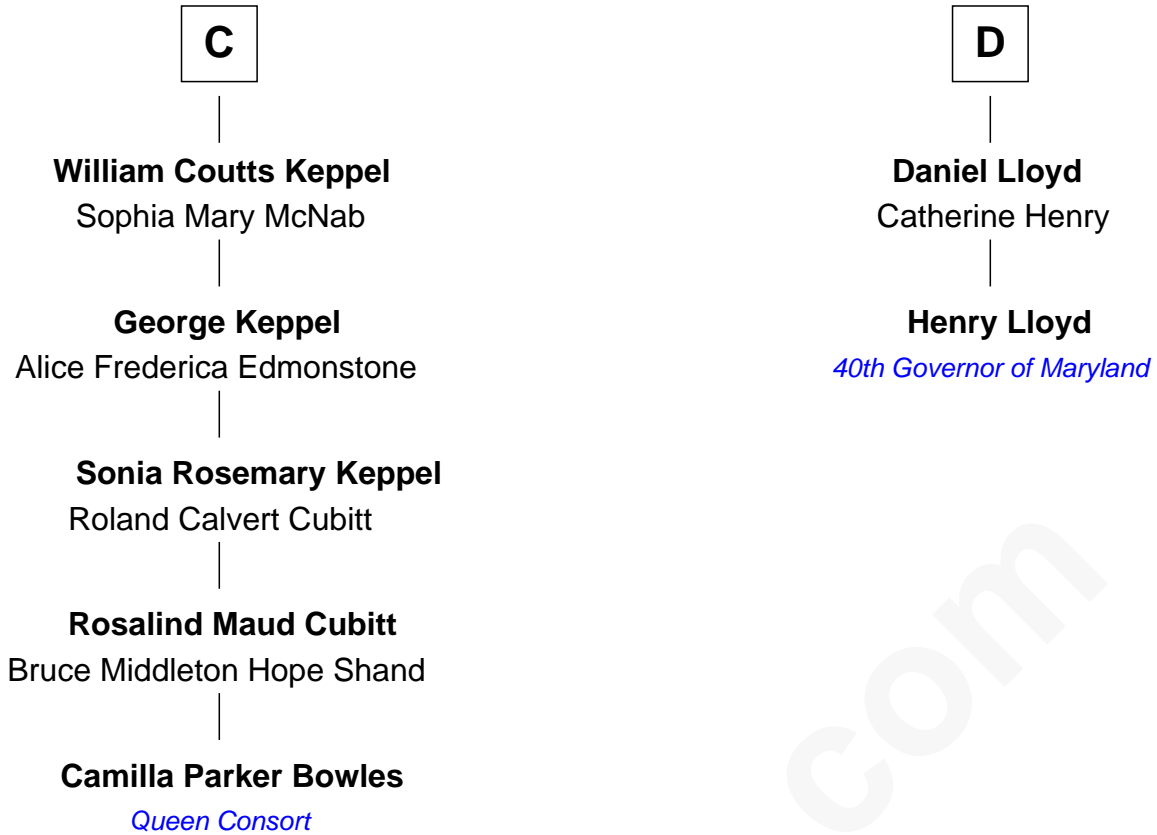 C
William Coutts Keppel
Sophia Mary McNab
George Keppel
Alice Frederica Edmonstone
Sonia Rosemary Keppel
Roland Calvert Cubitt
Rosalind Maud Cubitt
Bruce Middleton Hope Shand
Camilla Parker Bowles
Queen Consort
D
Daniel Lloyd
Catherine Henry
Henry Lloyd
40th Governor of Maryland
com